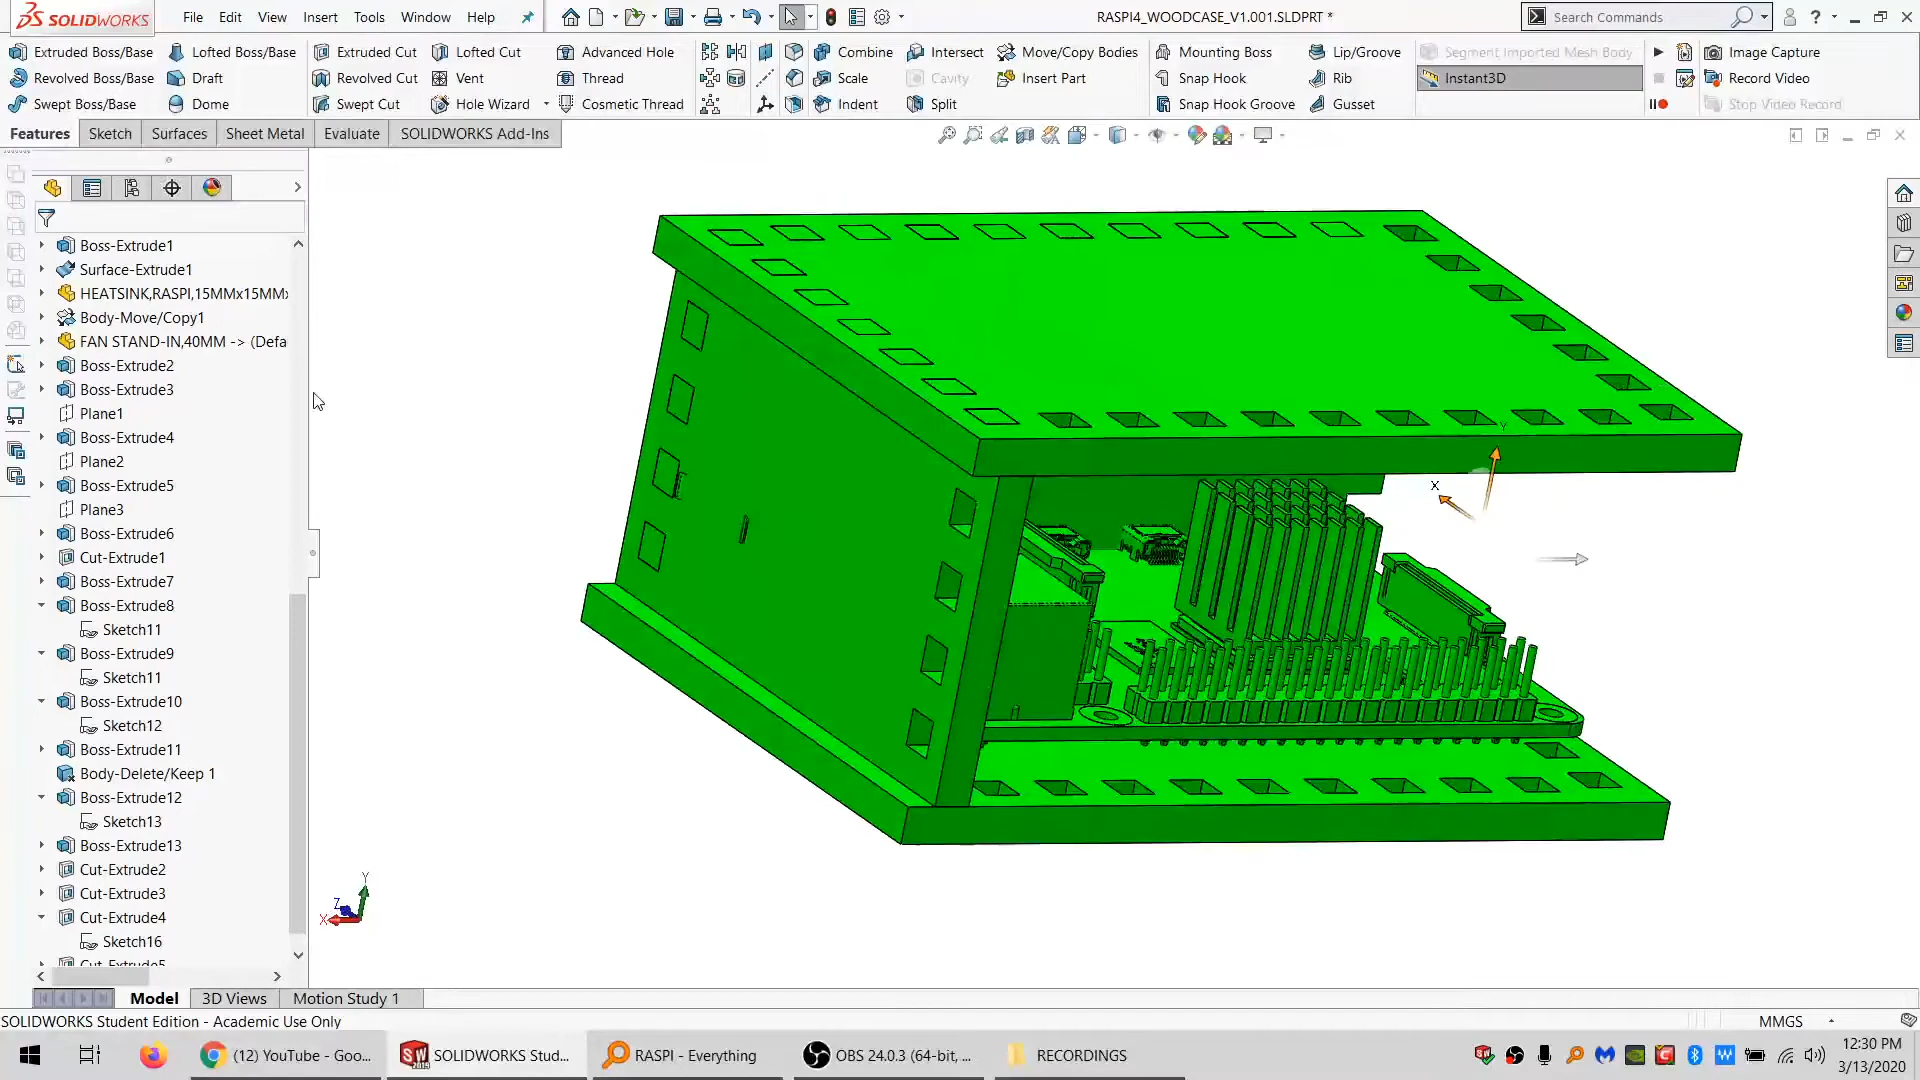 SOLIDWORKS
File Edit View Insert Tools Window Help
RASPI4_WOODCASE_V1.001.SLDPRT *
Search Commands
Extruded Boss/Base Lofted Boss/Base Extruded Cut Lofted Cut Advanced Hole Combine Intersect Move/Copy Bodies Mounting Boss Lip/Groove Segment Imported Mesh Body Image Capture
Revolved Boss/Base Draft Revolved Cut Vent Thread Scale Cavity Insert Part Snap Hook Rib Instant3D Record Video
Swept Boss/Base Dome Swept Cut Hole Wizard Cosmetic Thread Indent Split Snap Hook Groove Gusset Stop Video Record
Features Sketch Surfaces Sheet Metal Evaluate SOLIDWORKS Add-Ins
Boss-Extrude1
Surface-Extrude1
HEATSINK,RASPI,15MMx15MMx
Body-Move/Copy1
FAN STAND-IN,40MM -> (Defa
Boss-Extrude2
Boss-Extrude3
Plane1
Boss-Extrude4
Plane2
Boss-Extrude5
Plane3
Boss-Extrude6
Cut-Extrude1
Boss-Extrude7
Boss-Extrude8
Sketch11
Boss-Extrude9
Sketch11
Boss-Extrude10
Sketch12
Boss-Extrude11
Body-Delete/Keep 1
Boss-Extrude12
Sketch13
Boss-Extrude13
Cut-Extrude2
Cut-Extrude3
Cut-Extrude4
Sketch16
Cut-Extrude5
Y
X
Y
Z
X
Model 3D Views Motion Study 1
SOLIDWORKS Student Edition - Academic Use Only
MMGS
(12) YouTube - Goo...
SW 2019
SOLIDWORKS Stud...
RASPI - Everything
OBS 24.0.3 (64-bit, ...
RECORDINGS
12:30 PM
3/13/2020